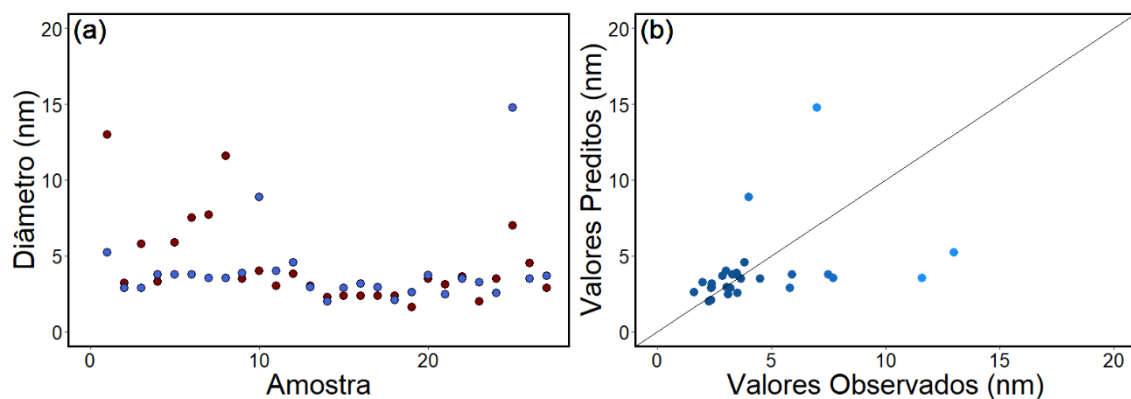 (a)
Diâmetro (nm)
20
15
10
5
0
0 10 20
Amostra
(b)
Valores Preditos (nm)
20
15
10
5
0
0 5 10 15 20
Valores Observados (nm)